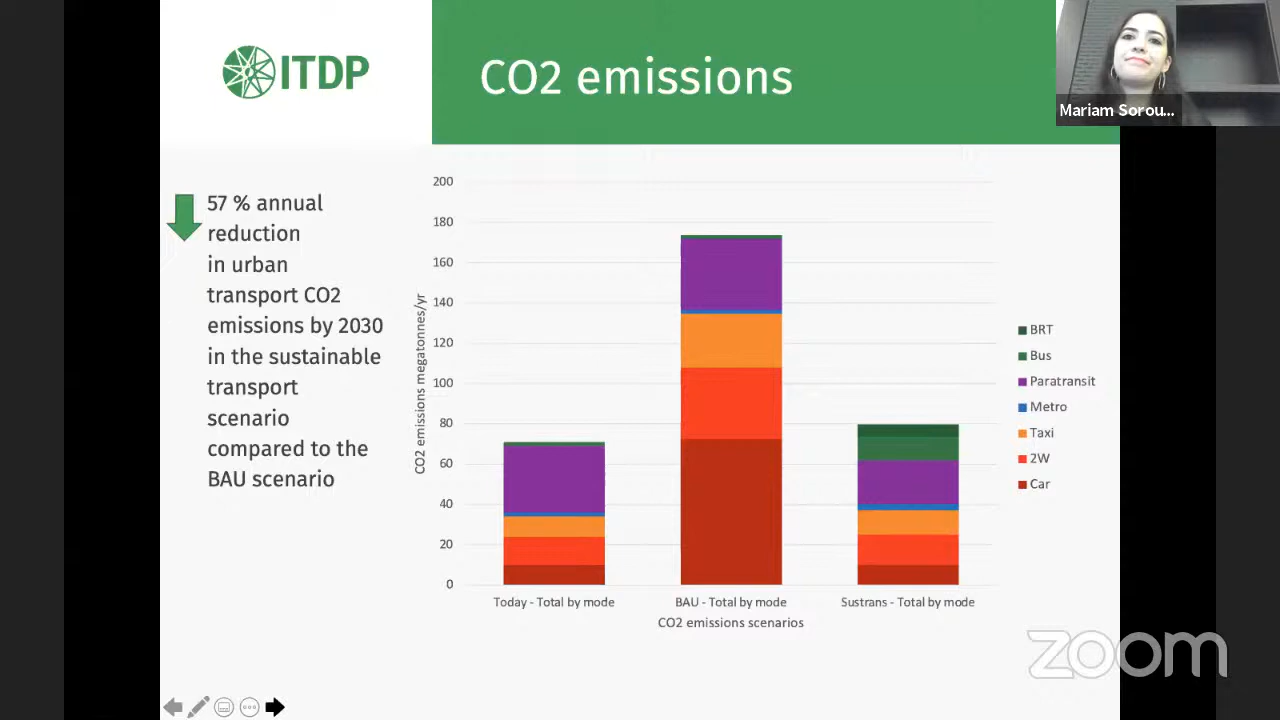 ITDP
CO2 emissions
Mariam Sorou...
57 % annual
reduction
in urban
transport CO2
emissions by 2030
in the sustainable
transport
scenario
compared to the
BAU scenario
CO2 emissions megatonnes/yr
200
180
160
140
120
100
80
60
40
20
0
Today - Total by mode
BAU - Total by mode
Sustrans - Total by mode
CO2 emissions scenarios
BRT
Bus
Paratransit
Metro
Taxi
2W
Car
zoom